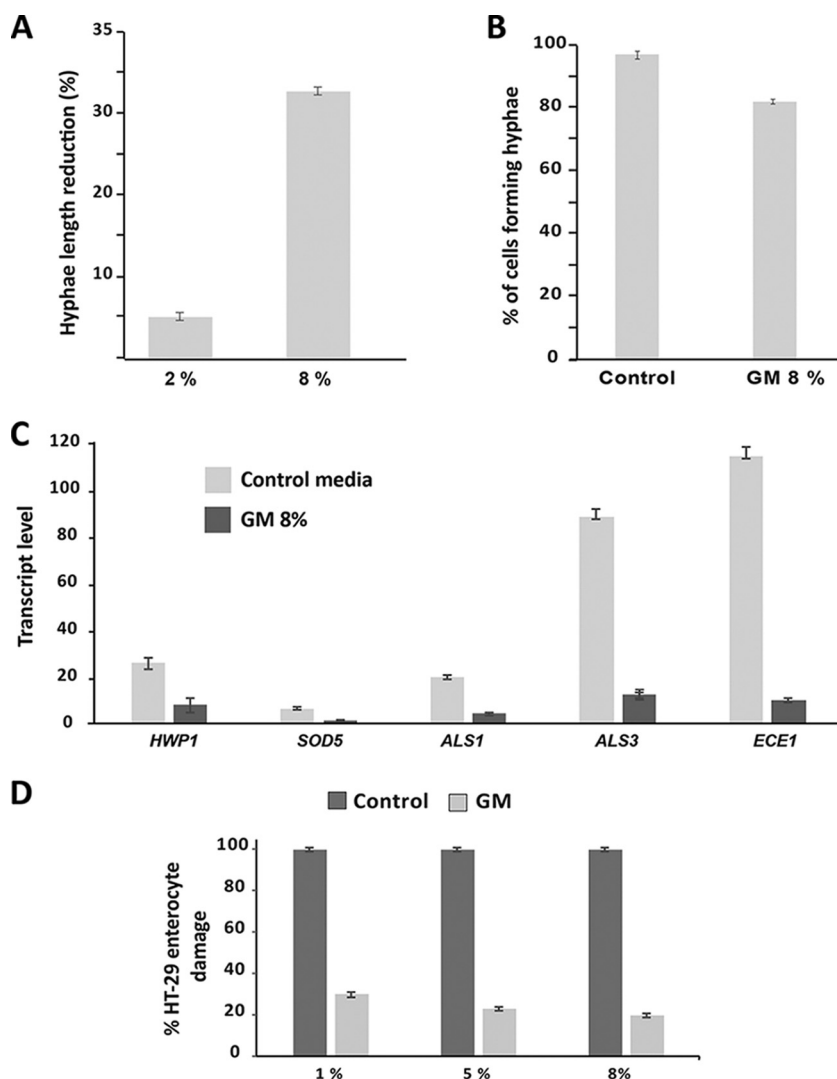 A
Hyphae length reduction (%)
35
33
20
10
2 %
8 %
B
% of cells forming hyphae
100
80
60
40
20
0
Control
GM 8 %
C
Transcript level
120
100
80
60
40
20
0
Control media
GM 8%
HWP1
SOD5
ALS1
ALS3
ECE1
D
Control
GM
% HT-29 enterocyte
damage
100
80
60
40
20
0
1 %
5 %
8%